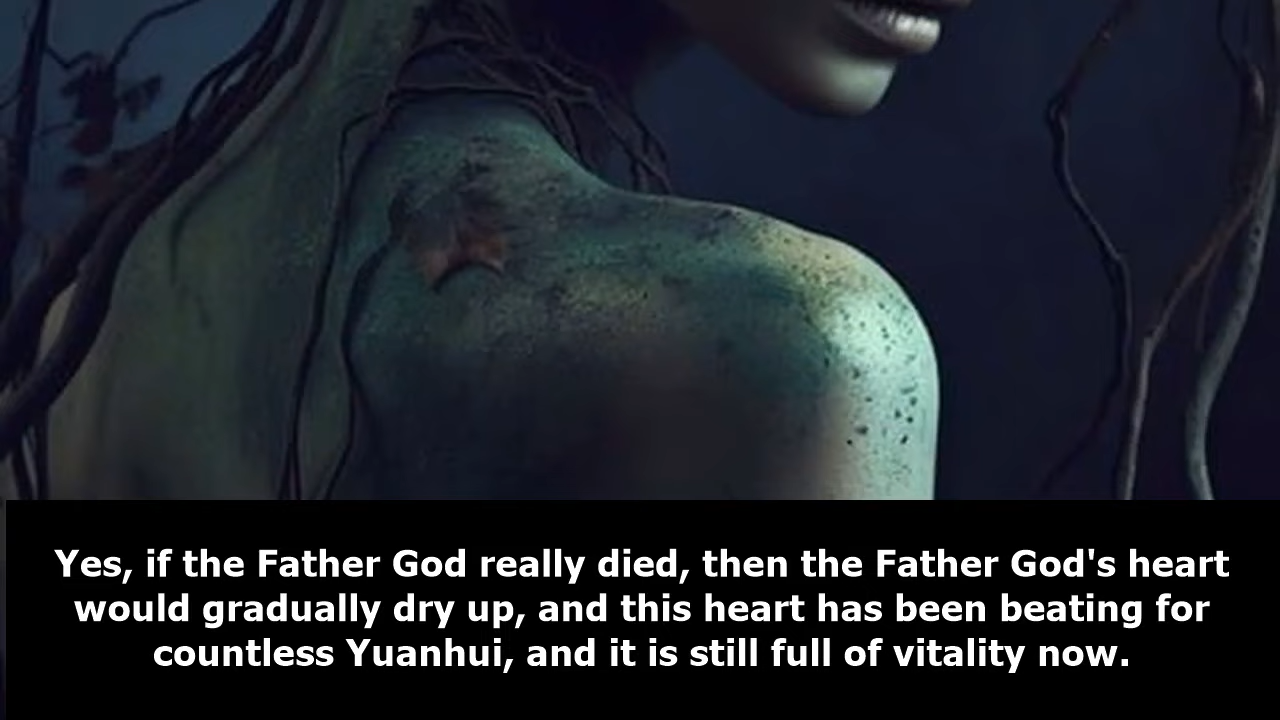 Yes, if the Father God really died, then the Father God's heart
would gradually dry up, and this heart has been beating for
countless Yuanhui, and it is still full of vitality now.